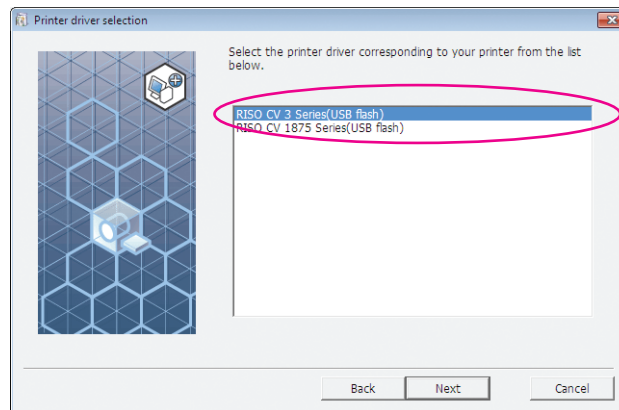 Printer driver selection
Select the printer driver corresponding to your printer from the list
below.
RISO CV 3 Series(USB flash)
RISO CV 1875 Series(USB flash)
Back Next Cancel